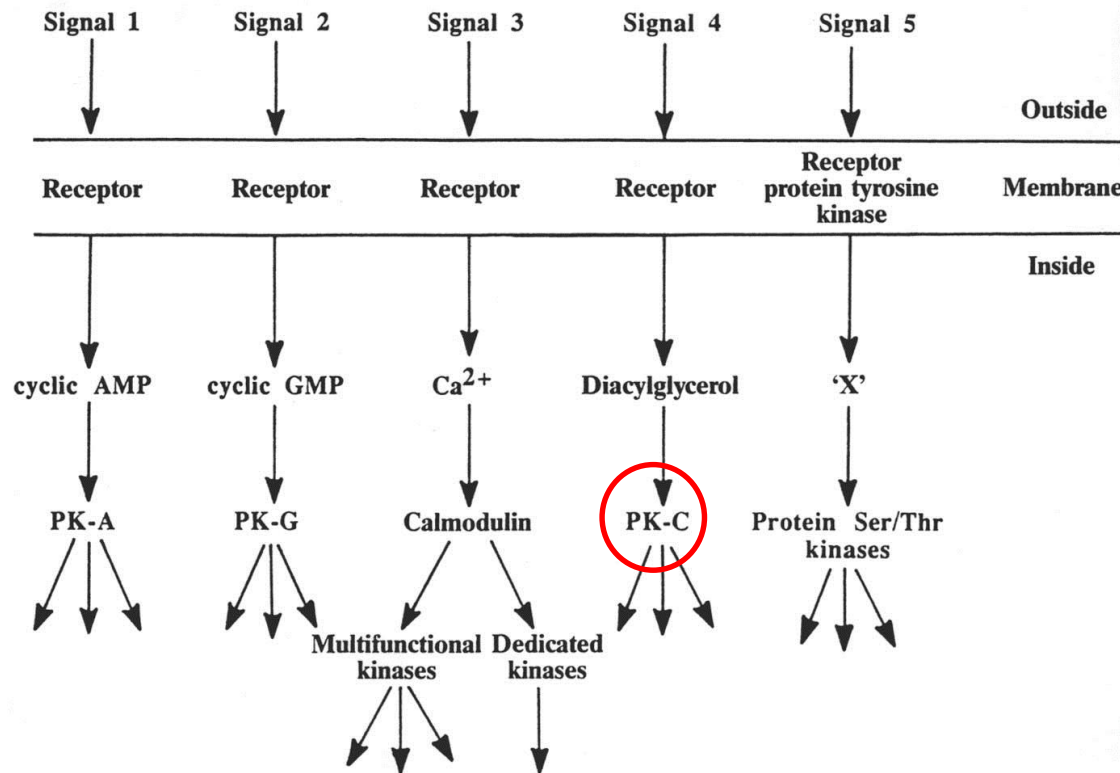 Signal 1 Signal 2 Signal 3 Signal 4 Signal 5
Outside
Receptor Receptor Receptor Receptor Receptor
protein tyrosine
kinase
Membrane
Inside
cyclic AMP cyclic GMP Ca²⁺ Diacylglycerol ‘X’
PK-A PK-G Calmodulin PK-C Protein Ser/Thr
kinases
Multifunctional
kinases
Dedicated
kinases